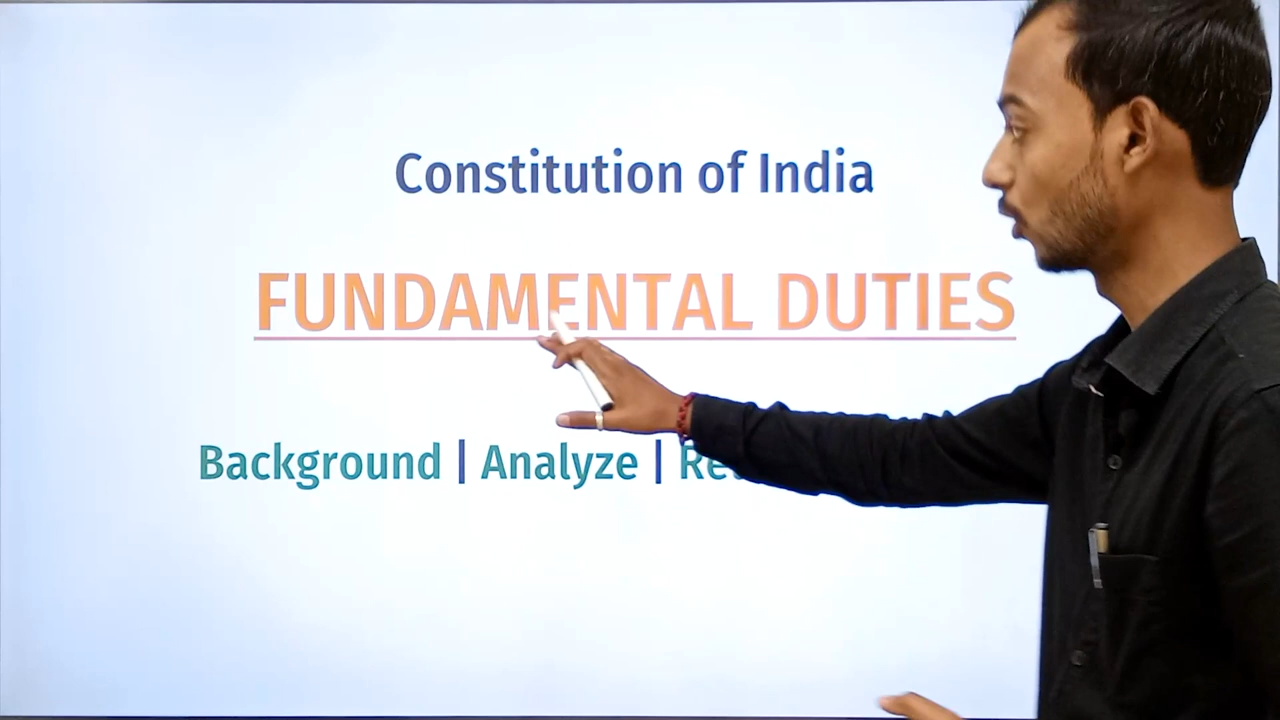 Constitution of India
FUNDAMENTAL DUTIES
Background | Analyze |